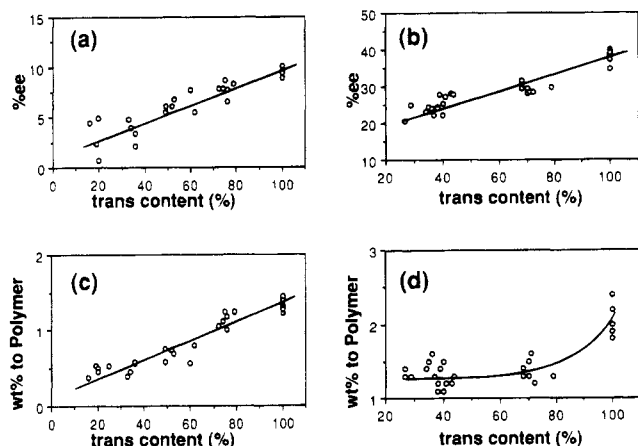 (a)
%ee
15
10
5
0
0 20 40 60 80 100
trans content (%)
(b)
%ee
50
40
30
20
10
20 40 60 80 100
trans content (%)
(c)
wt% to Polymer
2
1
0
0 20 40 60 80 100
trans content (%)
(d)
wt% to Polymer
3
2
1
20 40 60 80 100
trans content (%)